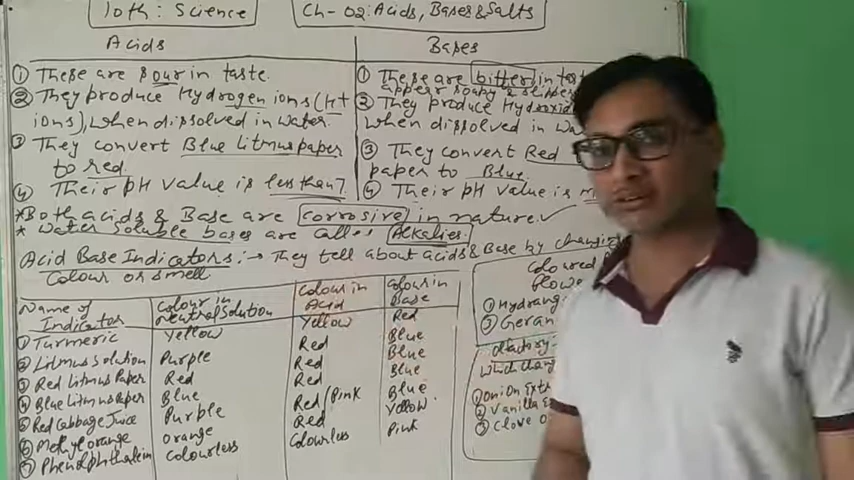 10th: Science
Ch-02: Acids, Bases & Salts
Acids
① These are sour in taste.
② They produce Hydrogen ions (H+
ions), when dissolved in water.
③ They convert Blue Litmus paper
to red
④ Their pH value is less than 7.
Bases
① These are bitter in
appear soapy &
② They produce
when dissolved in
③ They convert Red
paper to Blue.
④ Their pH value is
* Both acids & Base are corrosive in nature
* Water soluble bases are Alkalies.
Acid Base Indicators :→ They tell about acids & Base by
Colour or smell
Name of Indicator | Colour in Neutral Solution | Colour in Acid | Colour in Base
① Turmeric | Yellow | Yellow | Red
② Litmus Solution | Purple | Red | Blue
③ Red Litmus Paper | Red | Red | Blue
④ Blue Litmus Paper | Blue | Red | Blue
⑤ Red Cabbage Juice | Purple | Red/Pink | Blue
⑥ Methyl orange | Orange | Red | Yellow.
⑦ Phenolphthalein | Colourless | Colourless | Pink
Coloured
① 
③
Olfactory
which
① Onion
② Vanilla
③ Clove